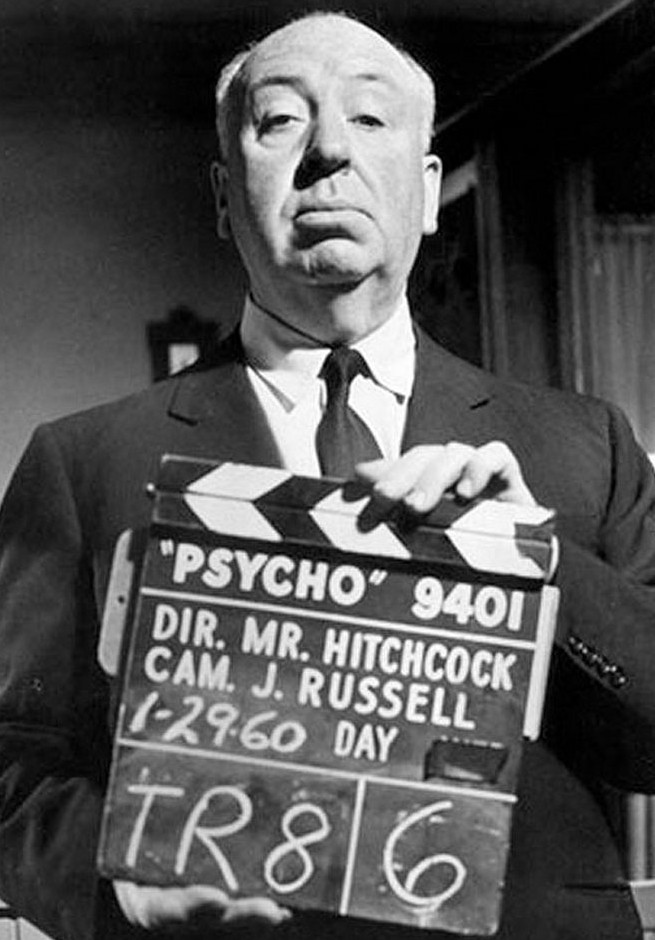 "PSYCHO" 9401
DIR. MR. HITCHCOCK
CAM. J. RUSSELL
1-29-60 DAY
TR8 6